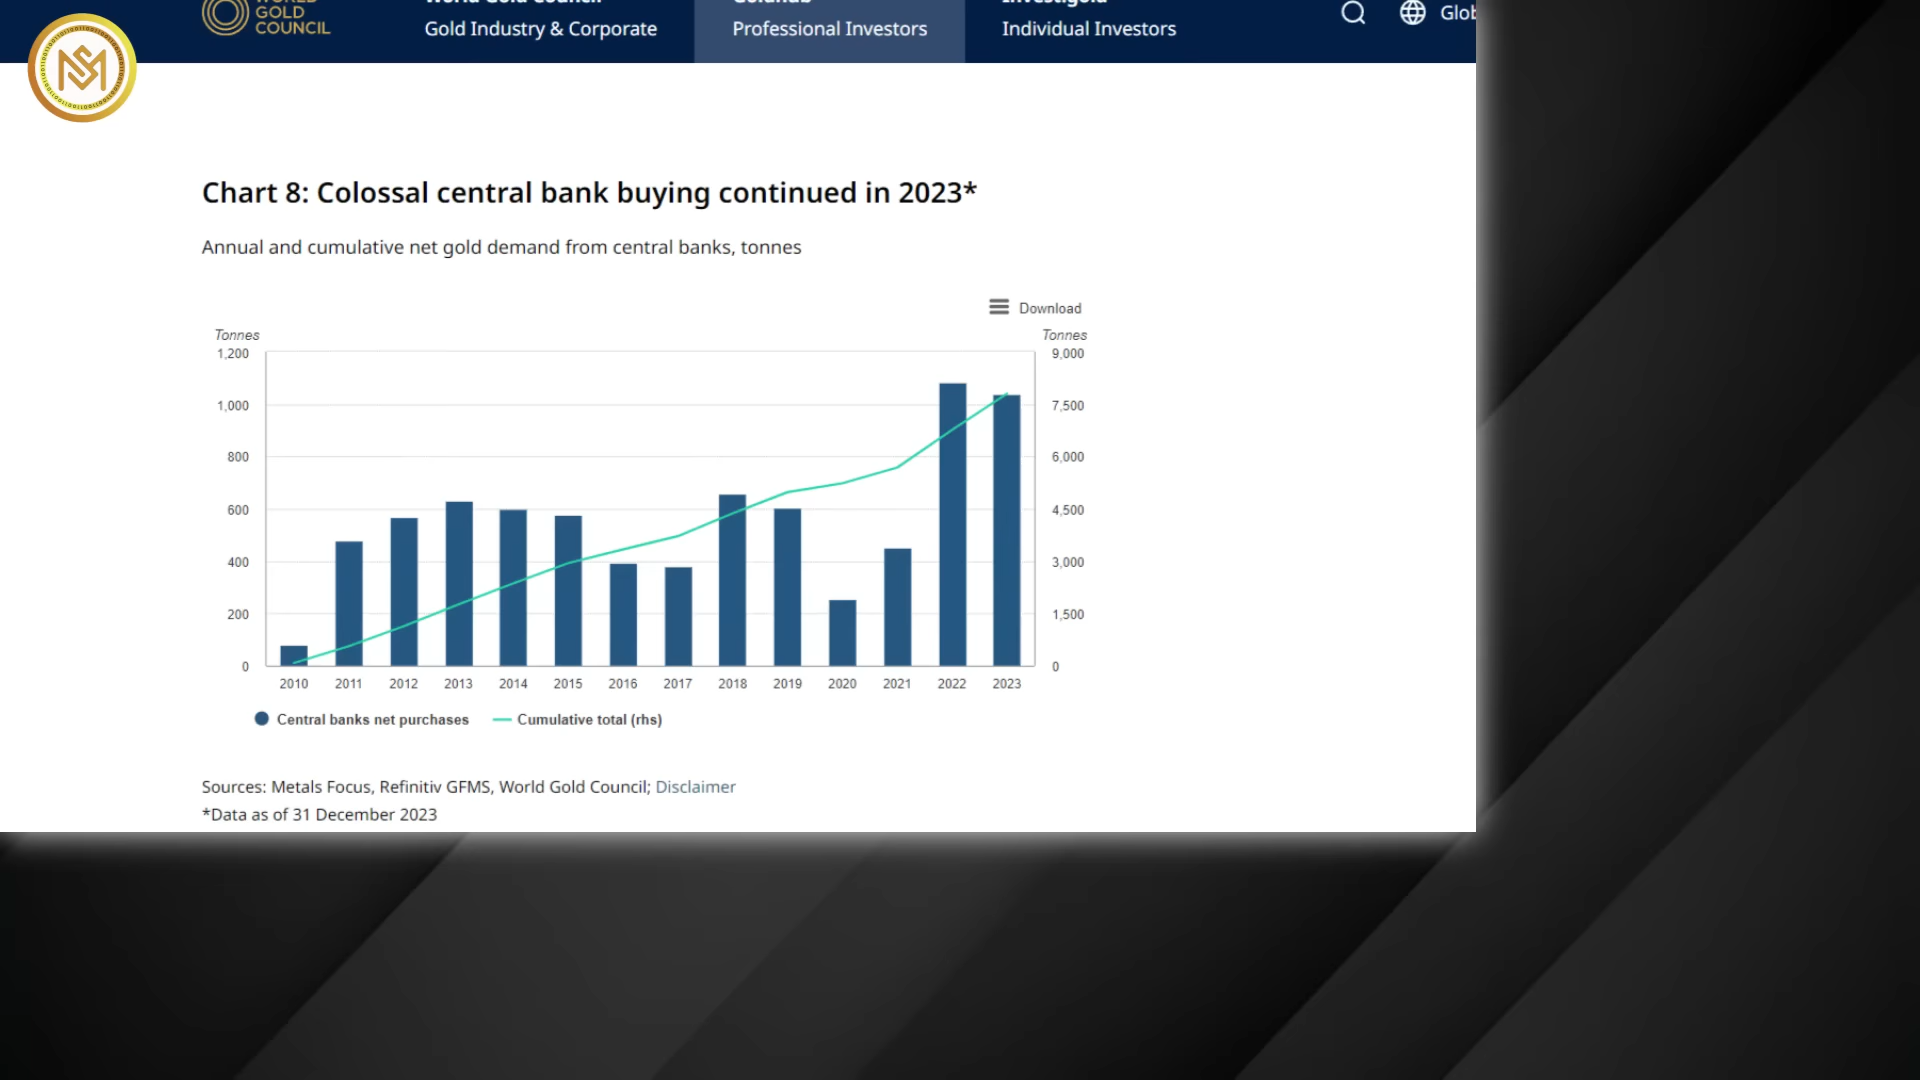 GOLD
COUNCIL
Gold Industry & Corporate
Professional Investors
Individual Investors
Chart 8: Colossal central bank buying continued in 2023*
Annual and cumulative net gold demand from central banks, tonnes
Download
Tonnes
Tonnes
1,200
9,000
1,000
7,500
800
6,000
600
4,500
400
3,000
200
1,500
0
0
2010 2011 2012 2013 2014 2015 2016 2017 2018 2019 2020 2021 2022 2023
Central banks net purchases
Cumulative total (rhs)
Sources: Metals Focus, Refinitiv GFMS, World Gold Council; Disclaimer
*Data as of 31 December 2023